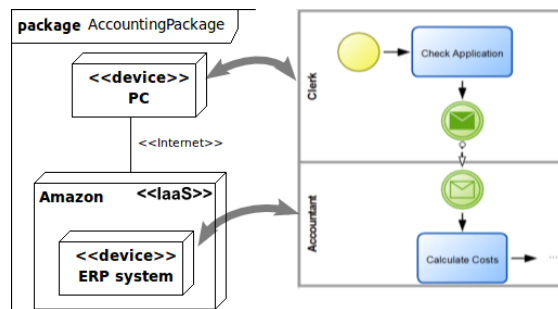 package AccountingPackage
<<device>>
PC
<<Internet>>
Amazon <<IaaS>>
<<device>>
ERP system
Clerk
Check Application
Accountant
Calculate Costs
...